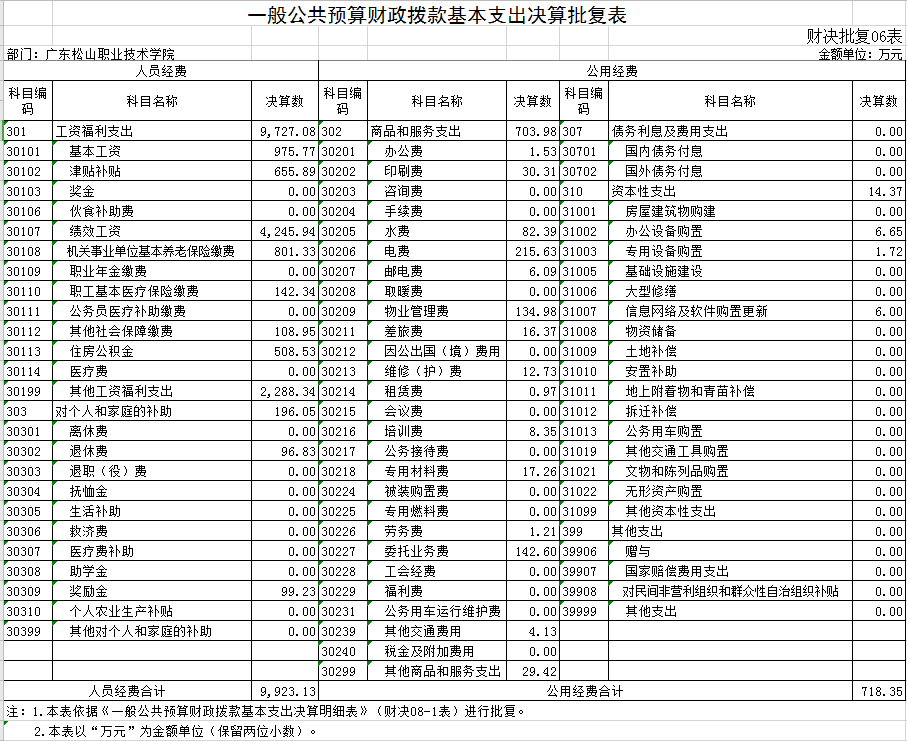 一般公共预算财政拨款基本支出决算批复表
财决批复06表
部门：广东松山职业技术学院 金额单位：万元
人员经费 公用经费
科目编码 科目名称 决算数 科目编码 科目名称 决算数 科目编码 科目名称 决算数
301 工资福利支出 9,727.08 302 商品和服务支出 703.98 307 债务利息及费用支出 0.00
30101 基本工资 975.77 30201 办公费 1.53 30701 国内债务付息 0.00
30102 津贴补贴 655.89 30202 印刷费 30.31 30702 国外债务付息 0.00
30103 奖金 0.00 30203 咨询费 0.00 310 资本性支出 14.37
30106 伙食补助费 0.00 30204 手续费 0.00 31001 房屋建筑物购建 0.00
30107 绩效工资 4,245.94 30205 水费 82.39 31002 办公设备购置 6.65
30108 机关事业单位基本养老保险缴费 801.33 30206 电费 215.63 31003 专用设备购置 1.72
30109 职业年金缴费 0.00 30207 邮电费 6.09 31005 基础设施建设 0.00
30110 职工基本医疗保险缴费 142.34 30208 取暖费 0.00 31006 大型修缮 0.00
30111 公务员医疗补助缴费 0.00 30209 物业管理费 134.98 31007 信息网络及软件购置更新 6.00
30112 其他社会保障缴费 108.95 30211 差旅费 16.37 31008 物资储备 0.00
30113 住房公积金 508.53 30212 因公出国（境）费用 0.00 31009 土地补偿 0.00
30114 医疗费 0.00 30213 维修（护）费 12.73 31010 安置补助 0.00
30199 其他工资福利支出 2,288.34 30214 租赁费 0.97 31011 地上附着物和青苗补偿 0.00
303 对个人和家庭的补助 196.05 30215 会议费 0.00 31012 拆迁补偿 0.00
30301 离休费 0.00 30216 培训费 8.35 31013 公务用车购置 0.00
30302 退休费 96.83 30217 公务接待费 0.00 31019 其他交通工具购置 0.00
30303 退职（役）费 0.00 30218 专用材料费 17.26 31021 文物和陈列品购置 0.00
30304 抚恤金 0.00 30224 被装购置费 0.00 31022 无形资产购置 0.00
30305 生活补助 0.00 30225 专用燃料费 0.00 31099 其他资本性支出 0.00
30306 救济费 0.00 30226 劳务费 1.21 399 其他支出 0.00
30307 医疗费补助 0.00 30227 委托业务费 142.60 39906 赠与 0.00
30308 助学金 0.00 30228 工会经费 0.00 39907 国家赔偿费用支出 0.00
30309 奖励金 99.23 30229 福利费 0.00 39908 对民间非营利组织和群众性自治组织补贴 0.00
30310 个人农业生产补贴 0.00 30231 公务用车运行维护费 0.00 39999 其他支出 0.00
30399 其他对个人和家庭的补助 0.00 30239 其他交通费用 4.13
30240 税金及附加费用 0.00
30299 其他商品和服务支出 29.42
人员经费合计 9,923.13 公用经费合计 718.35
注：1.本表依据《一般公共预算财政拨款基本支出决算明细表》（财决08-1表）进行批复。
2.本表以“万元”为金额单位（保留两位小数）。